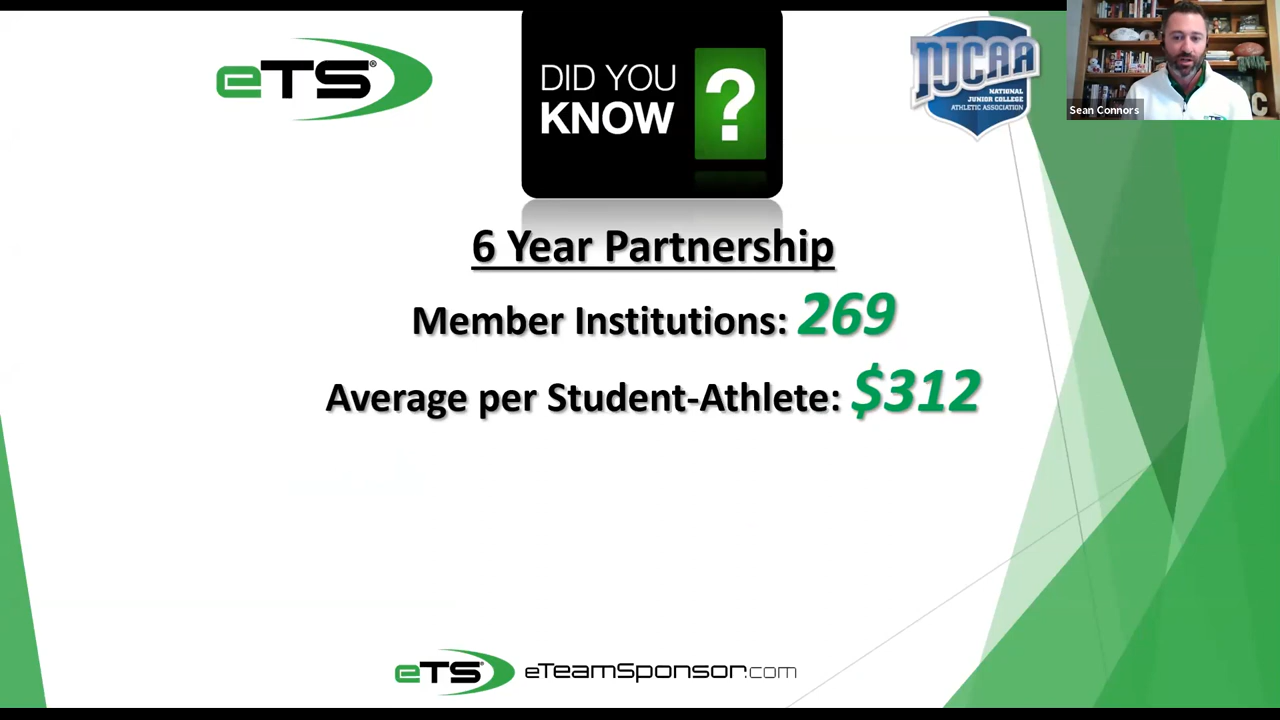 eTS®
DID YOU
KNOW
?
NJCAA
NATIONAL
JUNIOR COLLEGE
ATHLETIC ASSOCIATION
Sean Connors
eTS
C
6 Year Partnership
Member Institutions: 269
Average per Student-Athlete: $312
eTS® eTeamSponsor.com